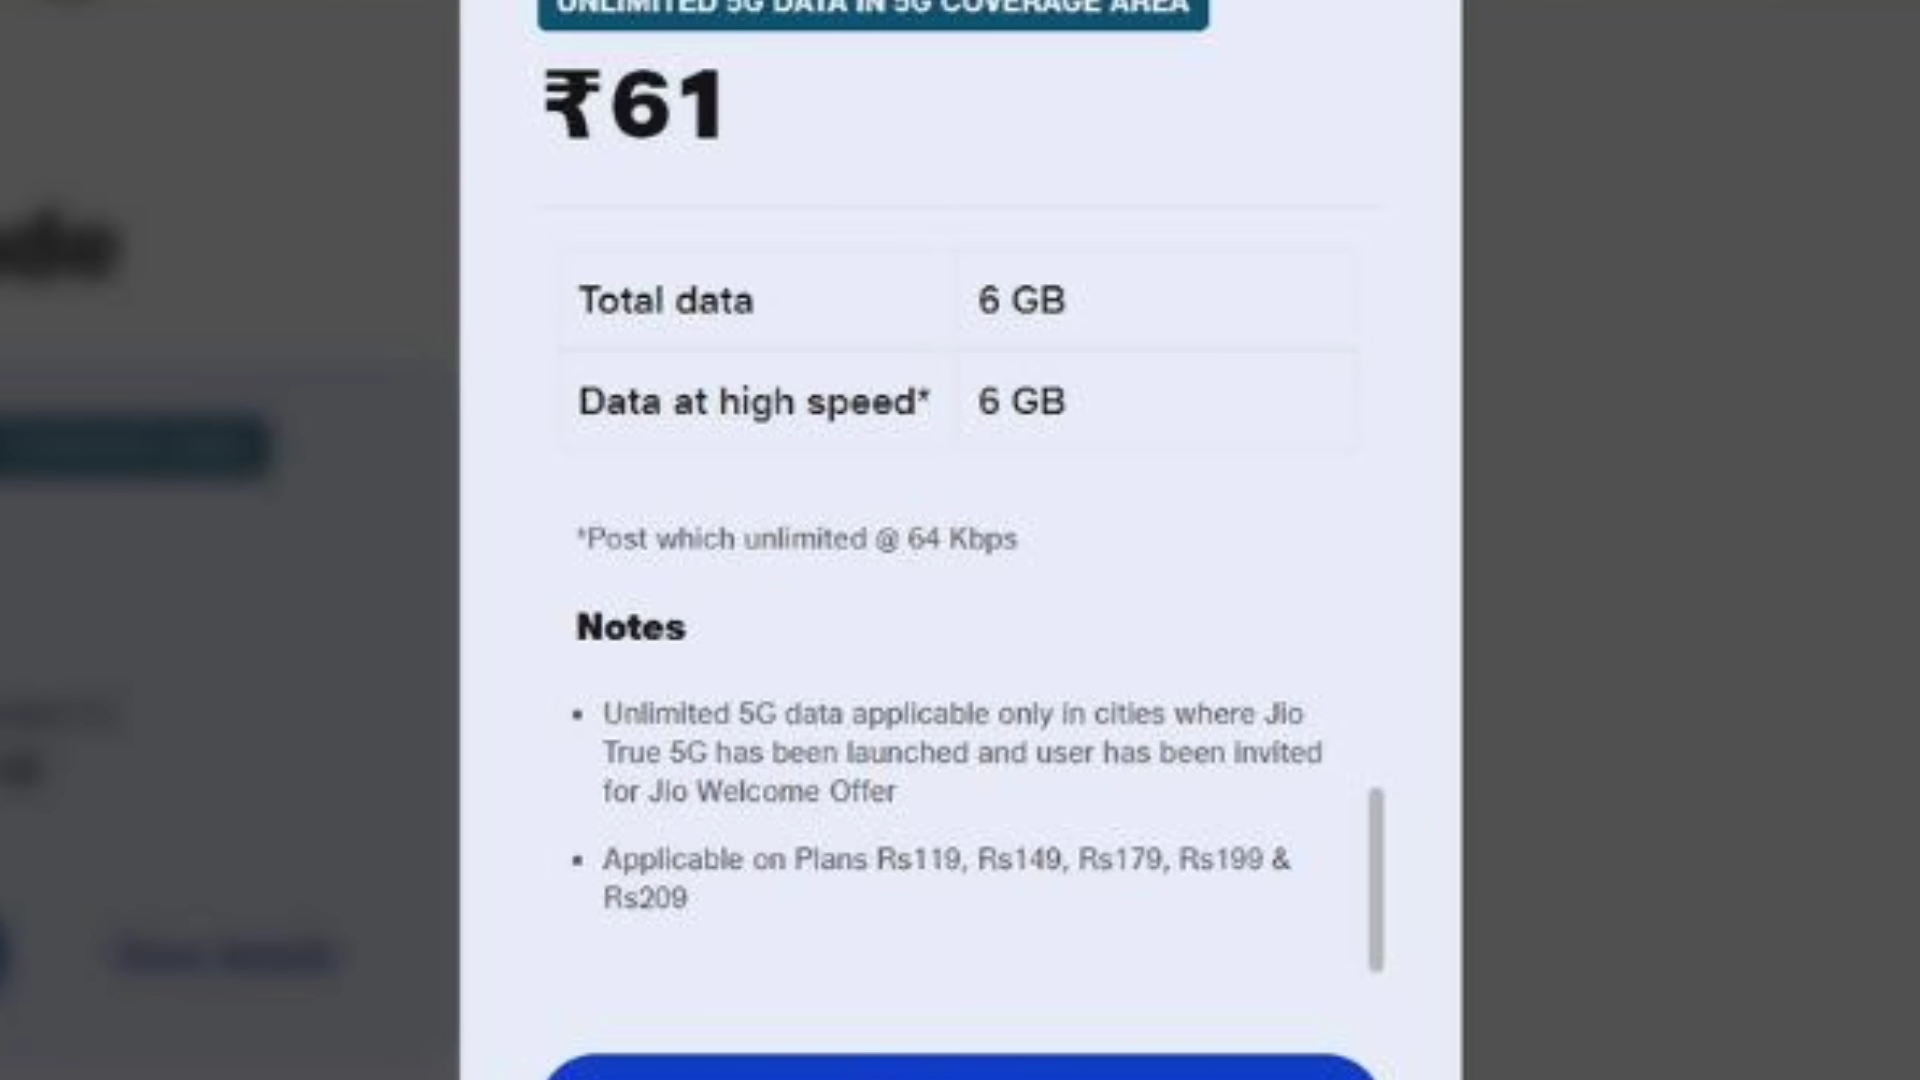 UNLIMITED 5G DATA IN 5G COVERAGE AREA
₹61
Total data 6 GB
Data at high speed* 6 GB
*Post which unlimited @ 64 Kbps
Notes
• Unlimited 5G data applicable only in cities where Jio
True 5G has been launched and user has been invited
for Jio Welcome Offer
• Applicable on Plans Rs119, Rs149, Rs179, Rs199 &
Rs209